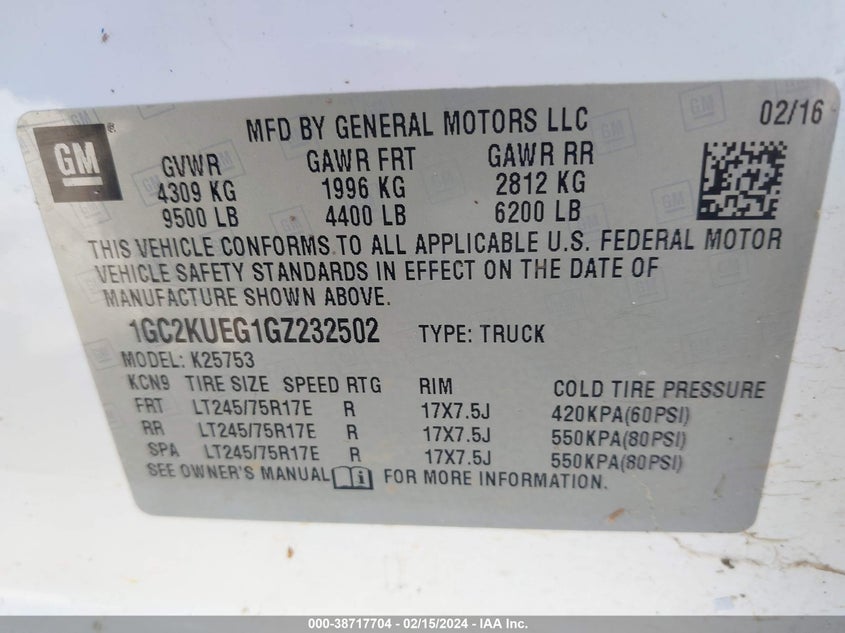 GM
MFD BY GENERAL MOTORS LLC 02/16
GVWR GAWR FRT GAWR RR
4309 KG 1996 KG 2812 KG
9500 LB 4400 LB 6200 LB
THIS VEHICLE CONFORMS TO ALL APPLICABLE U.S. FEDERAL MOTOR
VEHICLE SAFETY STANDARDS IN EFFECT ON THE DATE OF
MANUFACTURE SHOWN ABOVE.
1GC2KUEG1GZ232502 TYPE: TRUCK
MODEL: K25753
KCN9 TIRE SIZE SPEED RTG RIM COLD TIRE PRESSURE
FRT LT245/75R17E R 17X7.5J 420KPA(60PSI)
RR LT245/75R17E R 17X7.5J 550KPA(80PSI)
SPA LT245/75R17E R 17X7.5J 550KPA(80PSI)
SEE OWNER'S MANUAL i FOR MORE INFORMATION.
000-38717704 - 02/15/2024 - IAA Inc.